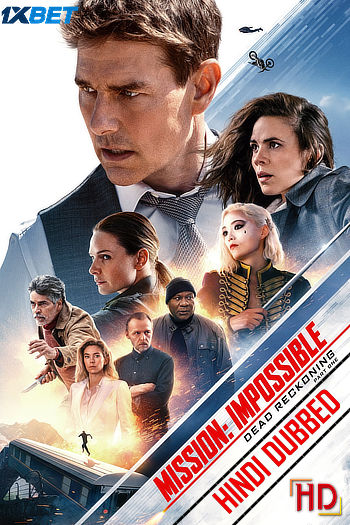 1XBET
MISSION: IMPOSSIBLE
DEAD RECKONING
PART ONE
HINDI DUBBED
HD